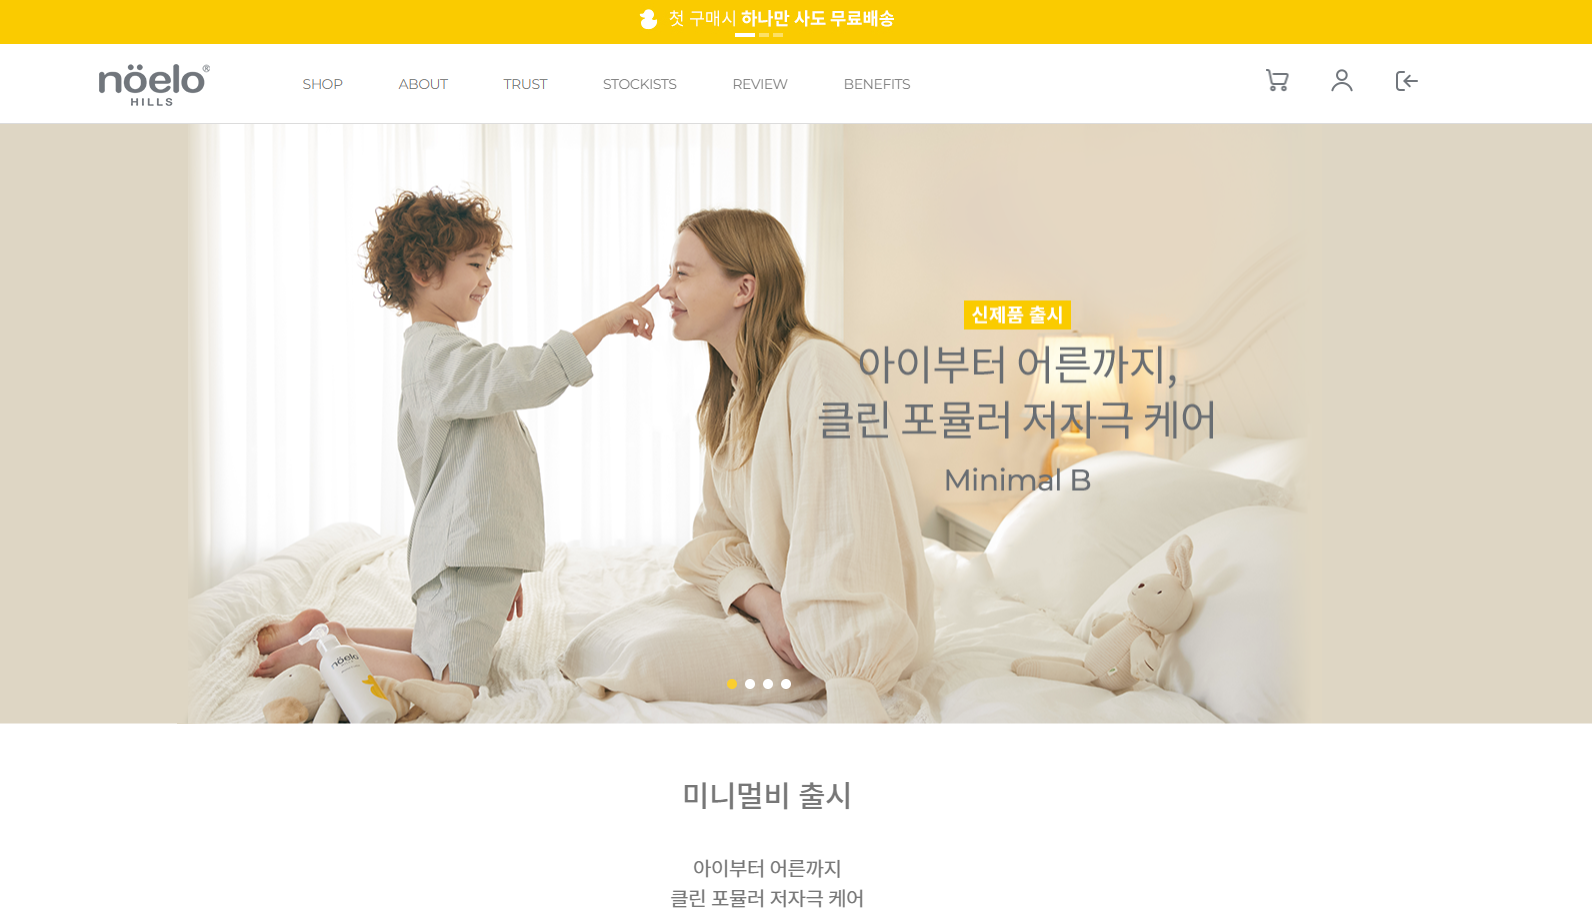 첫 구매시 하나만 사도 무료배송
nöelo®
HILLS
SHOP
ABOUT
TRUST
STOCKISTS
REVIEW
BENEFITS
신제품 출시
아이부터 어른까지,
클린 포뮬러 저자극 케어
Minimal B
nöelo
미니멀비 출시
아이부터 어른까지
클린 포뮬러 저자극 케어